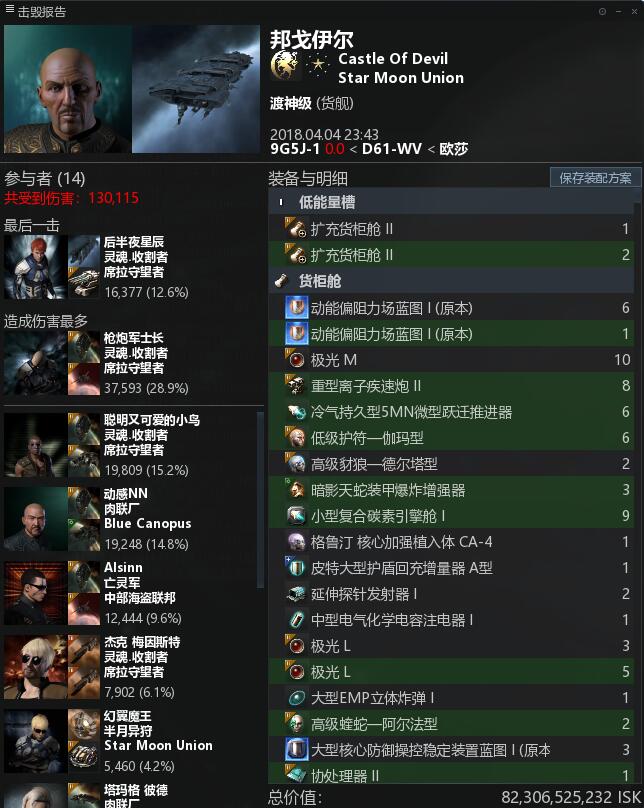 击毁报告
邦戈伊尔
Castle Of Devil
Star Moon Union
渡神级 (货舰)
2018.04.04 23:43
9G5J-1 0.0 < D61-WV < 欧莎
参与者 (14)
共受到伤害：130,115
最后一击
后半夜星辰
灵魂.收割者
席拉守望者
16,377 (12.6%)
造成伤害最多
枪炮军士长
灵魂.收割者
席拉守望者
37,593 (28.9%)
聪明又可爱的小鸟
灵魂.收割者
席拉守望者
19,809 (15.2%)
动感NN
肉联厂
Blue Canopus
19,248 (14.8%)
Alsinn
亡灵军
中部海盗联邦
12,444 (9.6%)
杰克 梅因斯特
灵魂.收割者
席拉守望者
7,902 (6.1%)
幻翼魔王
半月异狩
Star Moon Union
5,460 (4.2%)
塔玛格 彼德
肉联厂
装备与明细
保存装配方案
低能量槽
扩充货柜舱 II 1
扩充货柜舱 II 2
货柜舱
动能偏阻力场蓝图 I (原本) 6
动能偏阻力场蓝图 I (原本) 1
极光 M 10
重型离子疾速炮 II 8
冷气持久型5MN微型跃迁推进器 6
低级护符—伽玛型 6
高级豺狼—德尔塔型 2
暗影天蛇装甲爆炸增强器 3
小型复合碳素引擎舱 I 9
格鲁汀 核心加强植入体 CA-4 1
皮特大型护盾回充增量器 A型 1
延伸探针发射器 I 2
中型电气化学电容注电器 I 1
极光 L 3
极光 L 5
大型EMP立体炸弹 I 1
高级蝰蛇—阿尔法型 2
大型核心防御操控稳定装置蓝图 I (原本 3
协处理器 II 1
总价值： 82,306,525,232 ISK